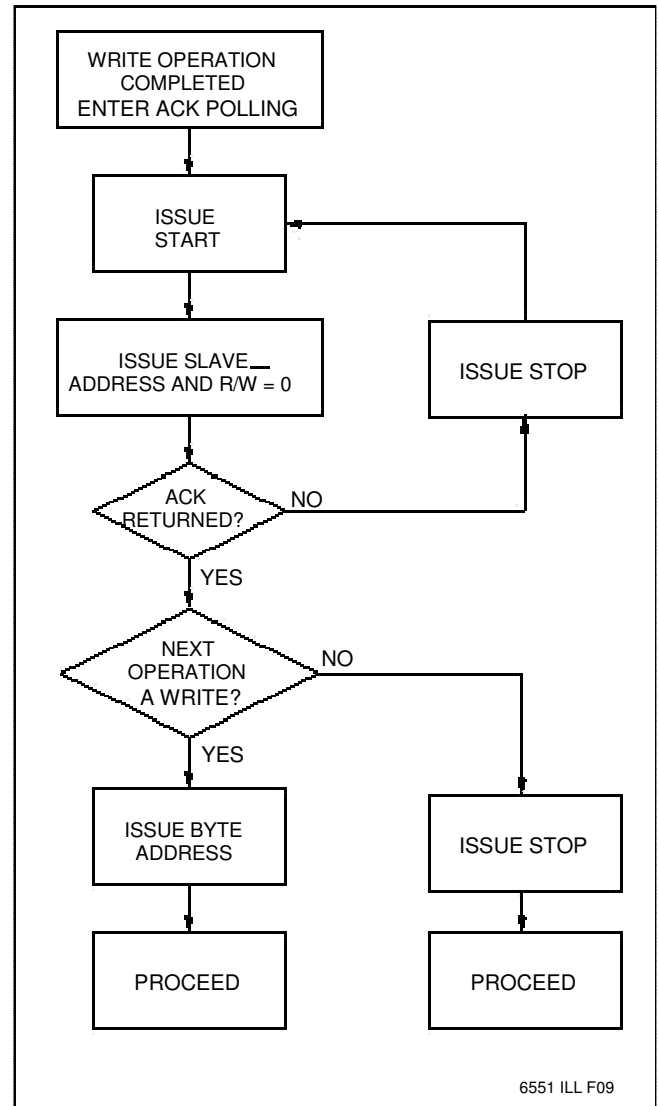 WRITE OPERATION
COMPLETED
ENTER ACK POLLING
ISSUE
START
ISSUE SLAVE
ADDRESS AND R/W = 0
ISSUE STOP
ACK
RETURNED?
NO
YES
NEXT
OPERATION
A WRITE?
NO
YES
ISSUE BYTE
ADDRESS
ISSUE STOP
PROCEED
PROCEED
6551 ILL F09